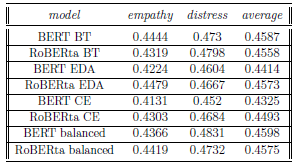 model empathy distress average
BERT BT 0.4444 0.473 0.4587
RoBERta BT 0.4319 0.4798 0.4558
BERT EDA 0.4224 0.4604 0.4414
RoBERta EDA 0.4479 0.4667 0.4573
BERT CE 0.4131 0.452 0.4325
RoBERta CE 0.4303 0.4684 0.4493
BERT balanced 0.4366 0.4831 0.4598
RoBERta balanced 0.4419 0.4732 0.4575